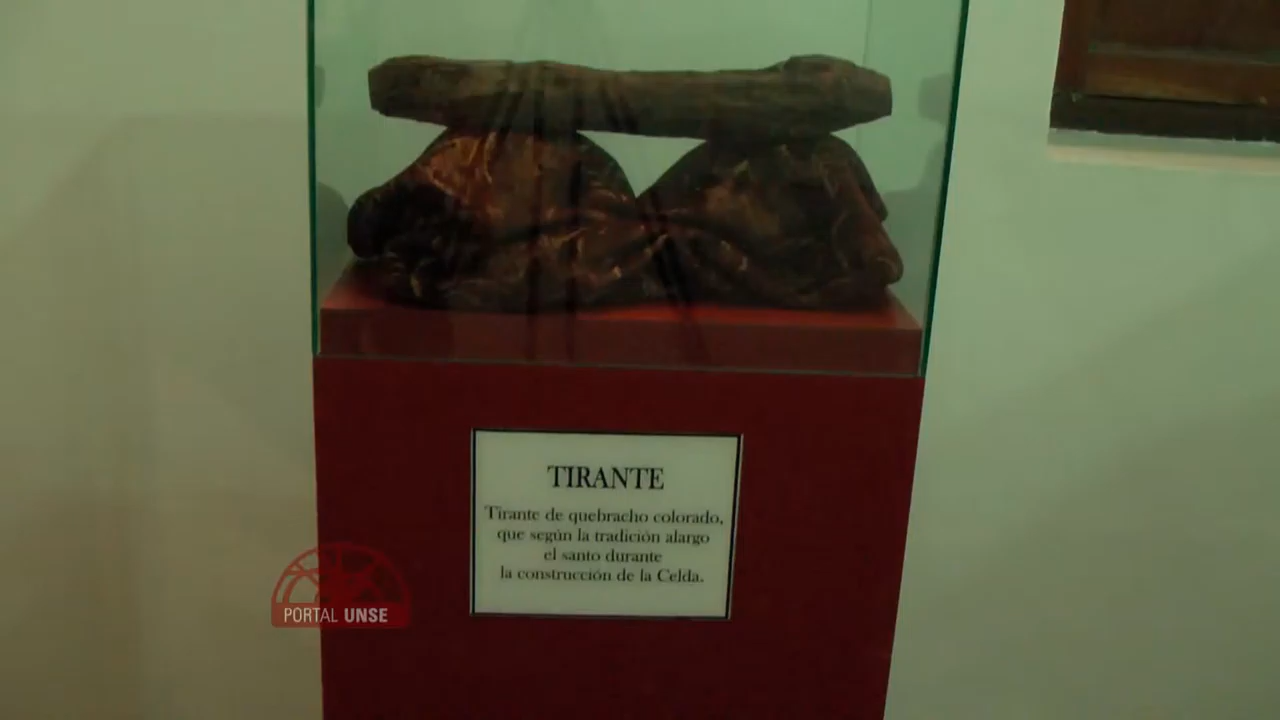 TIRANTE
Tirante de quebracho colorado,
que según la tradición alargo
el santo durante
la construcción de la Celda.
PORTAL UNSE